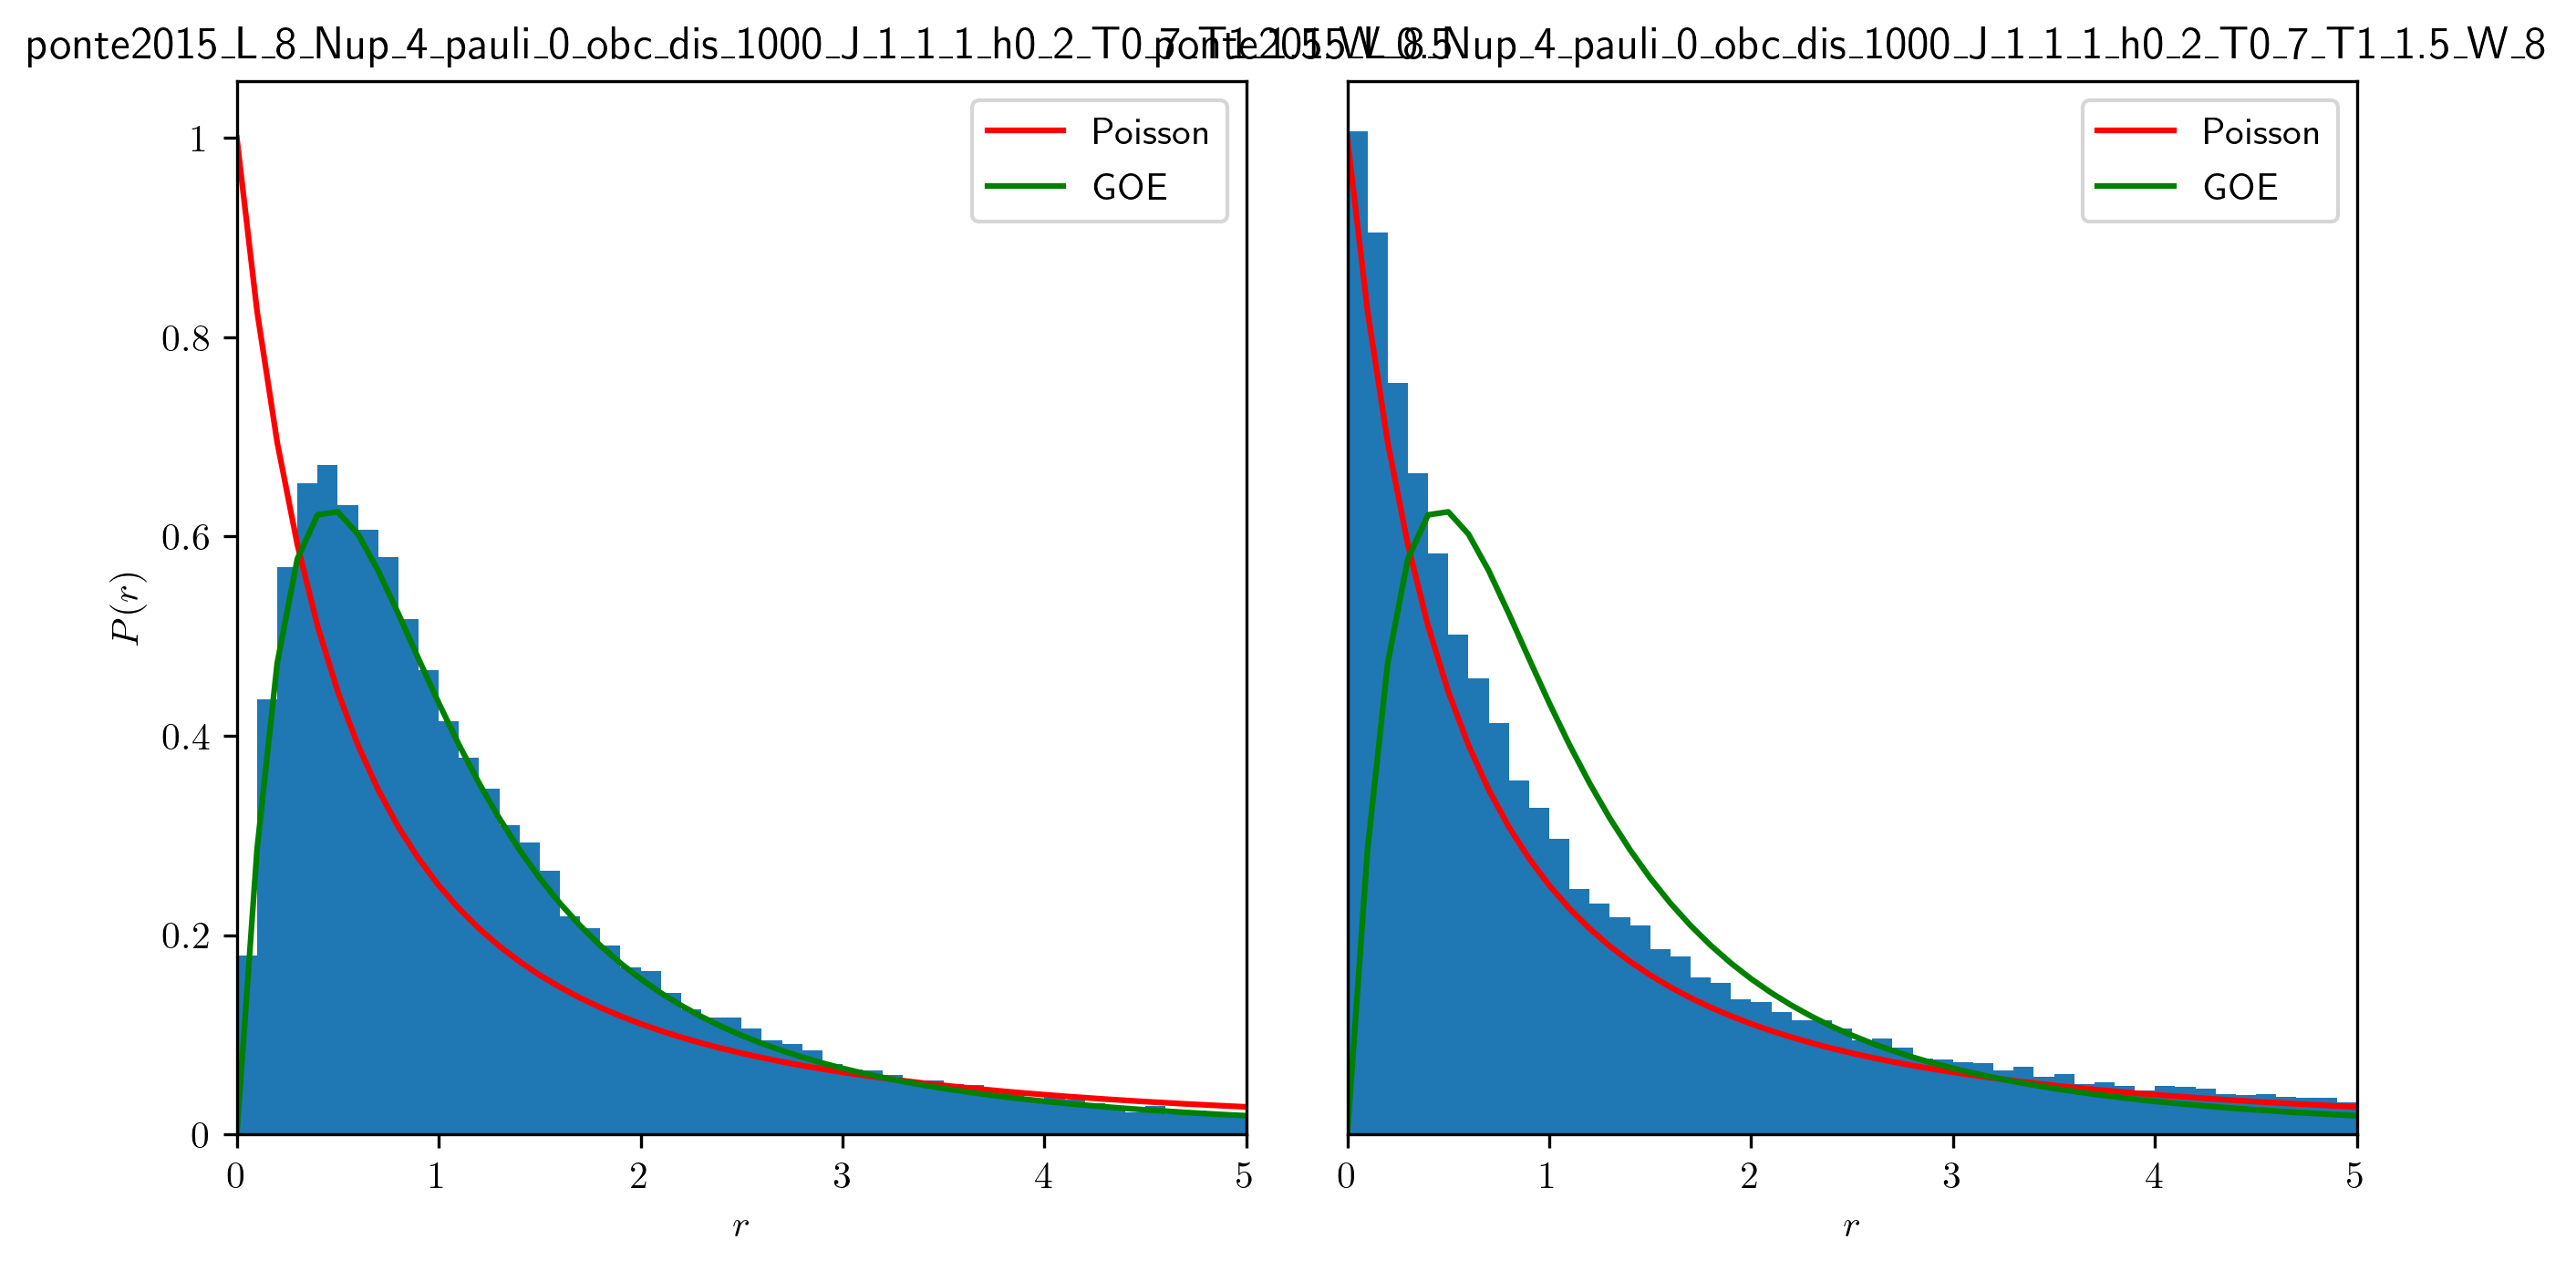 ponte2015_L_8_Nup_4_pauli_0_obc_dis_1000_J_1_1_1_h0_2_T0_7_T1_1.5_W_0.5
ponte2015_L_8_Nup_4_pauli_0_obc_dis_1000_J_1_1_1_h0_2_T0_7_T1_1.5_W_8
Poisson
GOE
1
0.8
0.6
0.4
0.2
0
P(r)
0 1 2 3 4 5
r
Poisson
GOE
0 1 2 3 4 5
r